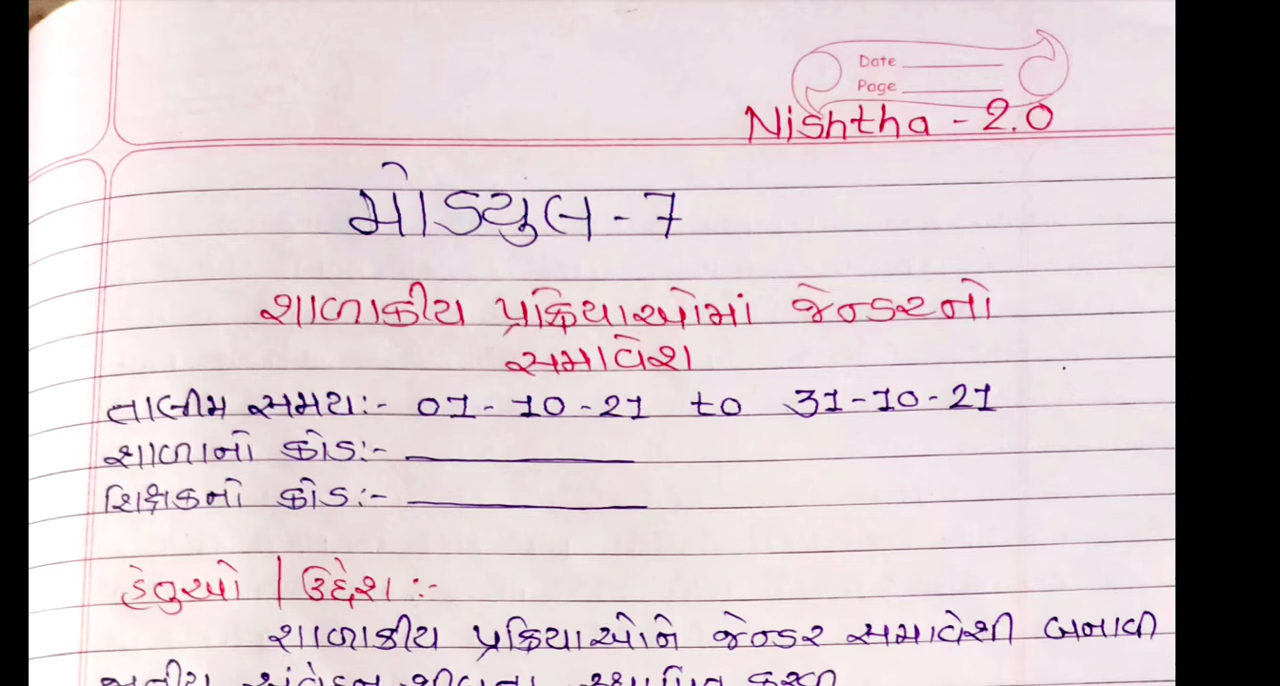 Date
Page
Nishtha - 2.0
મોડ્યુલ - 7
શાળાકીય પ્રક્રિયાઓમાં જેન્ડરનો
સમાવેશ
તાલીમ સમય:- 01-10-21 to 31-10-21
શાળાનો કોડ:-
શિક્ષકનો કોડ:-
હેતુઓ / ઉદ્દેશ:-
શાળાકીય પ્રક્રિયાઓને જેન્ડર સમાવેશી બનાવી